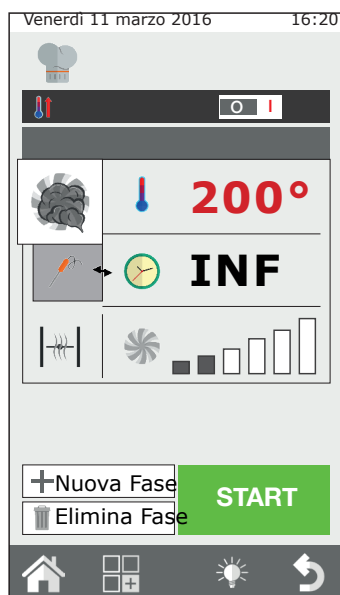 Venerdì 11 marzo 2016 16:20
O I
200°
INF
Nuova Fase
START
Elimina Fase